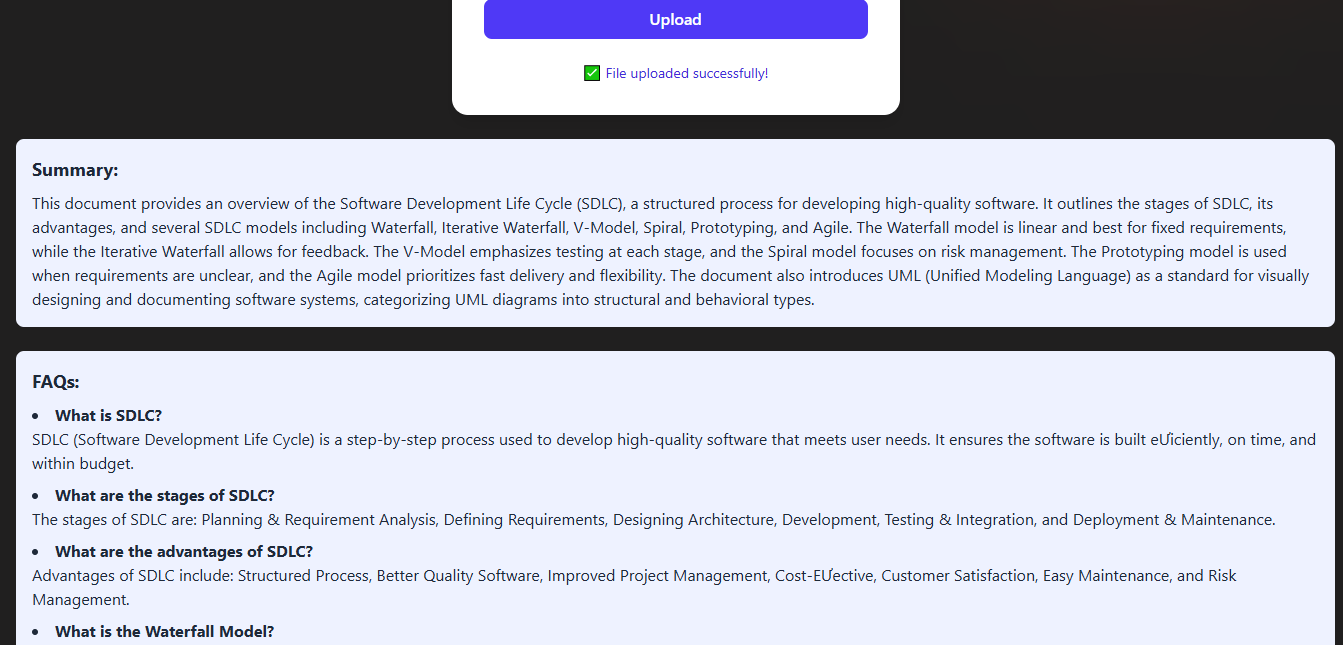 Upload
✅ File uploaded successfully!
Summary:
This document provides an overview of the Software Development Life Cycle (SDLC), a structured process for developing high-quality software. It outlines the stages of SDLC, its
advantages, and several SDLC models including Waterfall, Iterative Waterfall, V-Model, Spiral, Prototyping, and Agile. The Waterfall model is linear and best for fixed requirements,
while the Iterative Waterfall allows for feedback. The V-Model emphasizes testing at each stage, and the Spiral model focuses on risk management. The Prototyping model is used
when requirements are unclear, and the Agile model prioritizes fast delivery and flexibility. The document also introduces UML (Unified Modeling Language) as a standard for visually
designing and documenting software systems, categorizing UML diagrams into structural and behavioral types.
FAQs:
• What is SDLC?
SDLC (Software Development Life Cycle) is a step-by-step process used to develop high-quality software that meets user needs. It ensures the software is built eƯiciently, on time, and
within budget.
• What are the stages of SDLC?
The stages of SDLC are: Planning & Requirement Analysis, Defining Requirements, Designing Architecture, Development, Testing & Integration, and Deployment & Maintenance.
• What are the advantages of SDLC?
Advantages of SDLC include: Structured Process, Better Quality Software, Improved Project Management, Cost-EƯective, Customer Satisfaction, Easy Maintenance, and Risk
Management.
• What is the Waterfall Model?